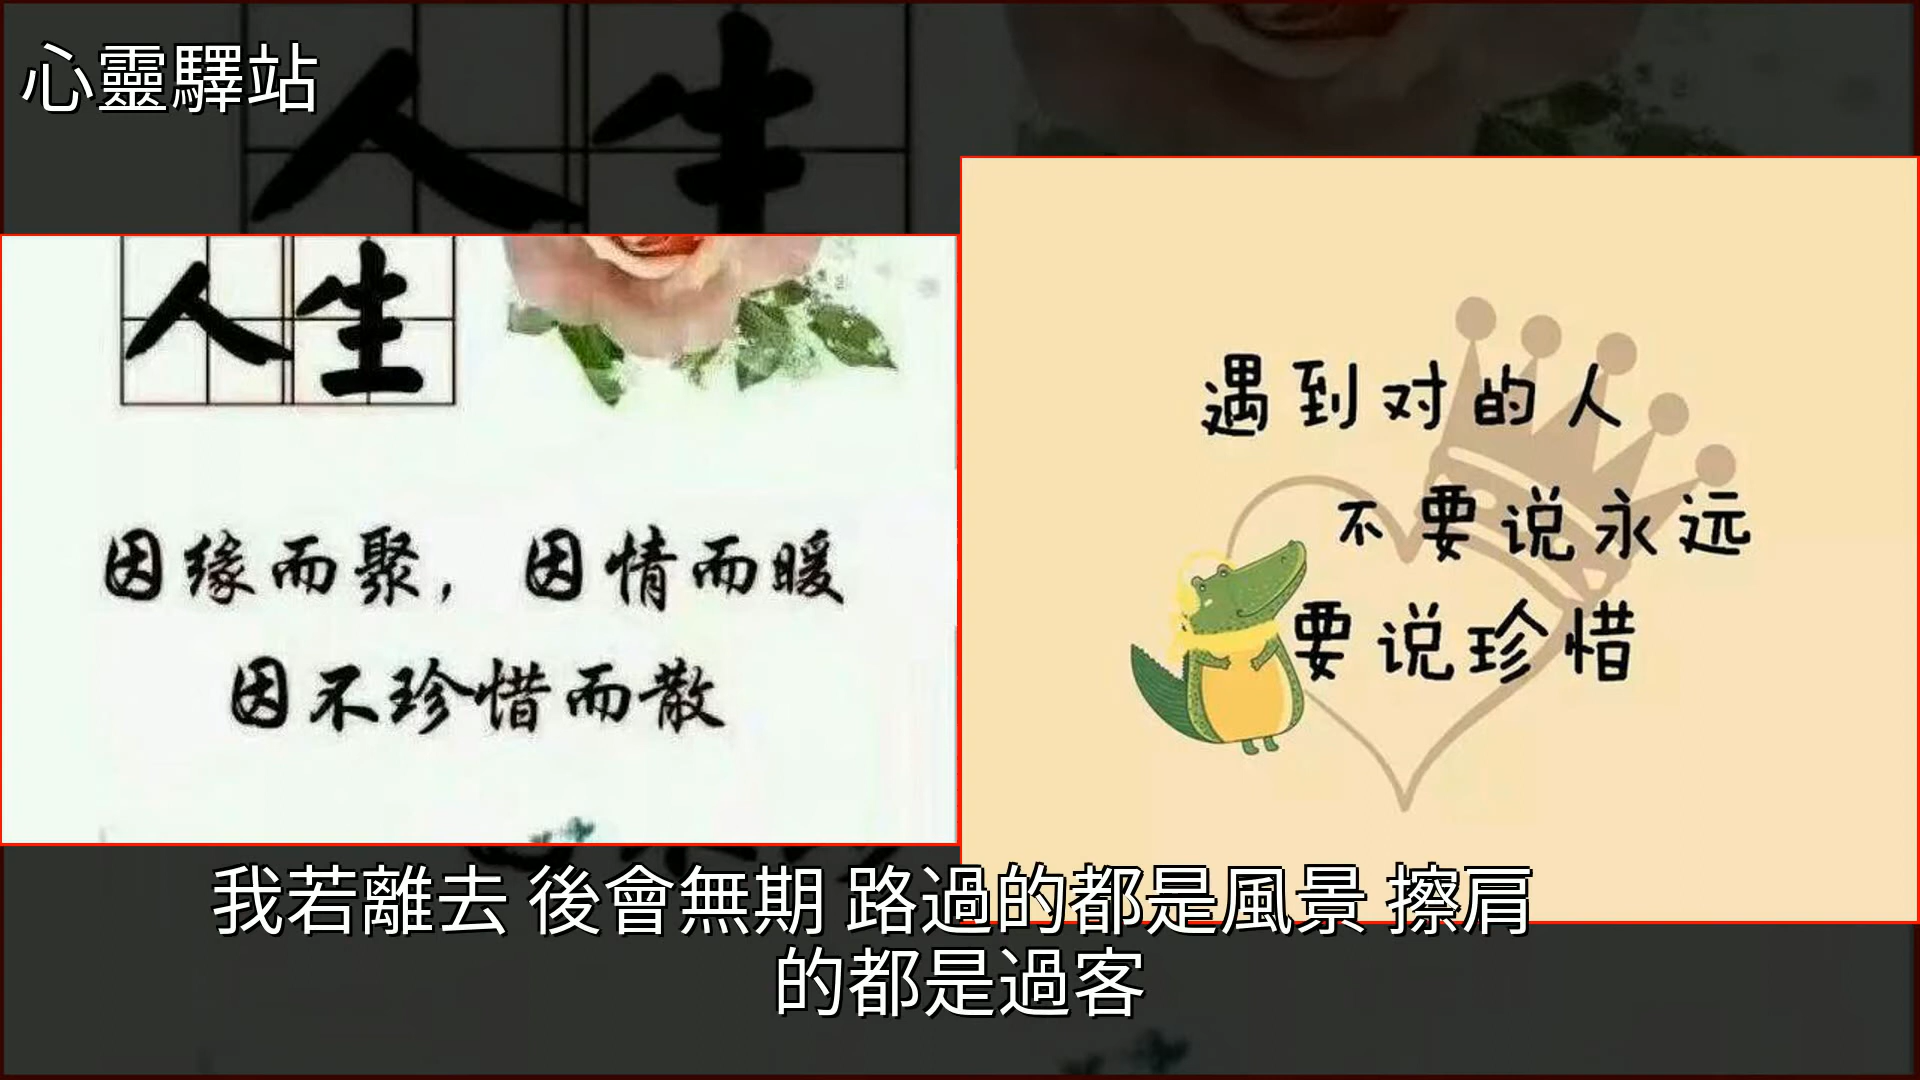 心靈驛站
人生
人生
因缘而聚，因情而暖
因不珍惜而散
遇到对的人
不要说永远
要说珍惜
我若離去 後會無期 路過的都是風景 擦肩
的都是過客